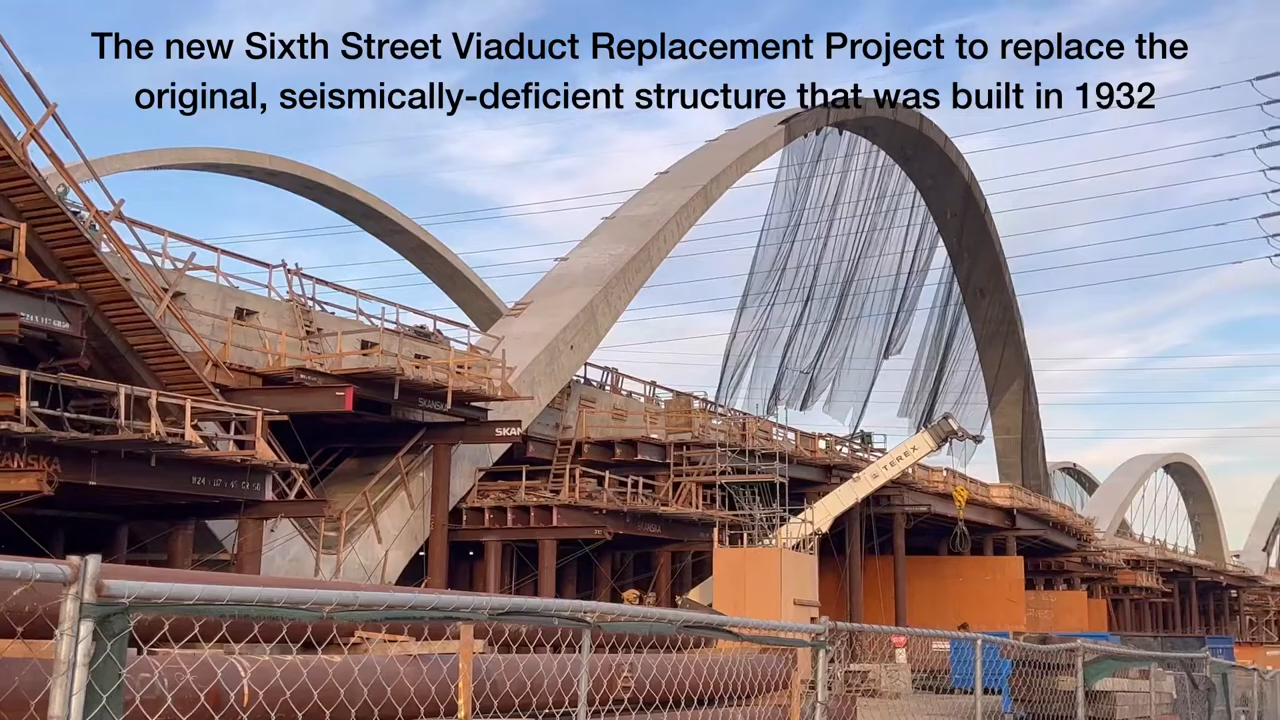 The new Sixth Street Viaduct Replacement Project to replace the
original, seismically-deficient structure that was built in 1932
SKANSKA
SKAN
TEREX
SKANSKA